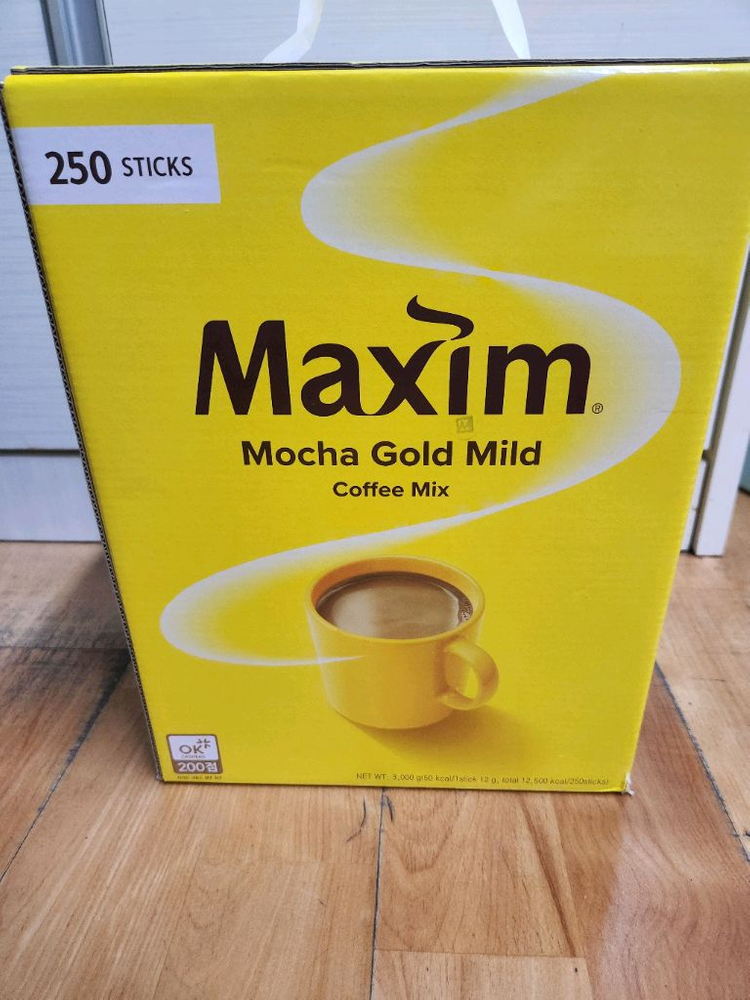 250 STICKS
Maxim®
Mocha Gold Mild
Coffee Mix
OK
CASHBAG
200점
NET WT. 3,000 g(50 kcal/1stick 12 g, total 12,500 kcal/250sticks)